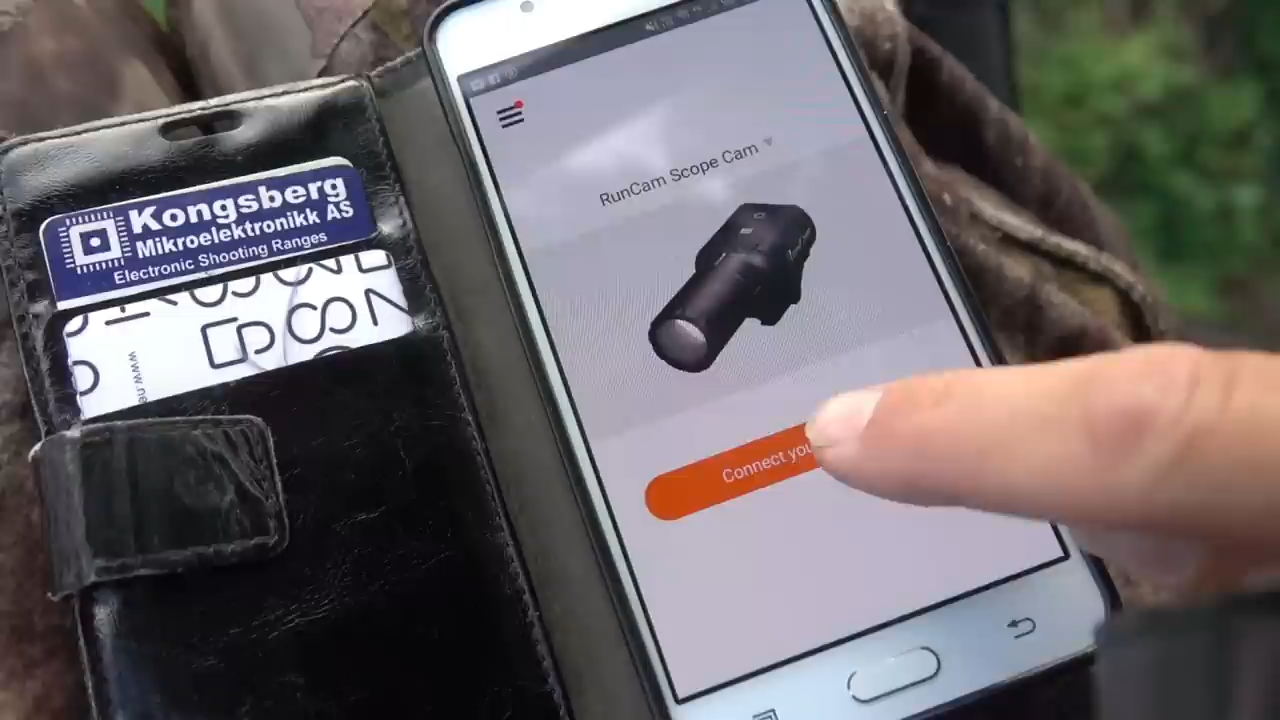 Kongsberg
Mikroelektronikk AS
Electronic Shooting Ranges
RunCam Scope Cam
Connect you